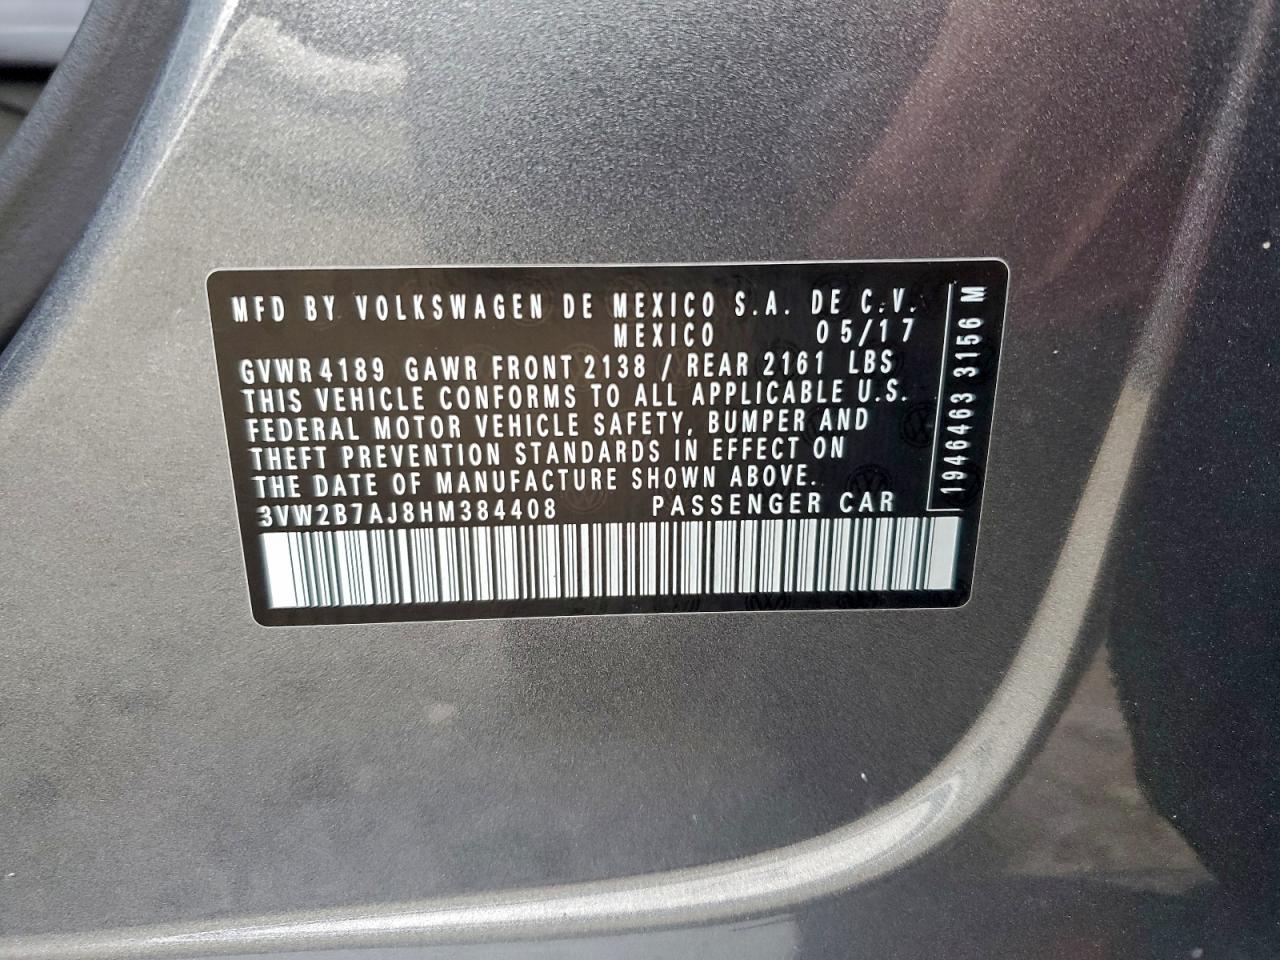 MFD BY VOLKSWAGEN DE MEXICO S.A. DE C.V.
MEXICO 05/17
GVWR 4189 GAWR FRONT 2138 / REAR 2161 LBS
THIS VEHICLE CONFORMS TO ALL APPLICABLE U.S.
FEDERAL MOTOR VEHICLE SAFETY, BUMPER AND
THEFT PREVENTION STANDARDS IN EFFECT ON
THE DATE OF MANUFACTURE SHOWN ABOVE.
3VW2B7AJ8HM384408 PASSENGER CAR
1946463 3156 M